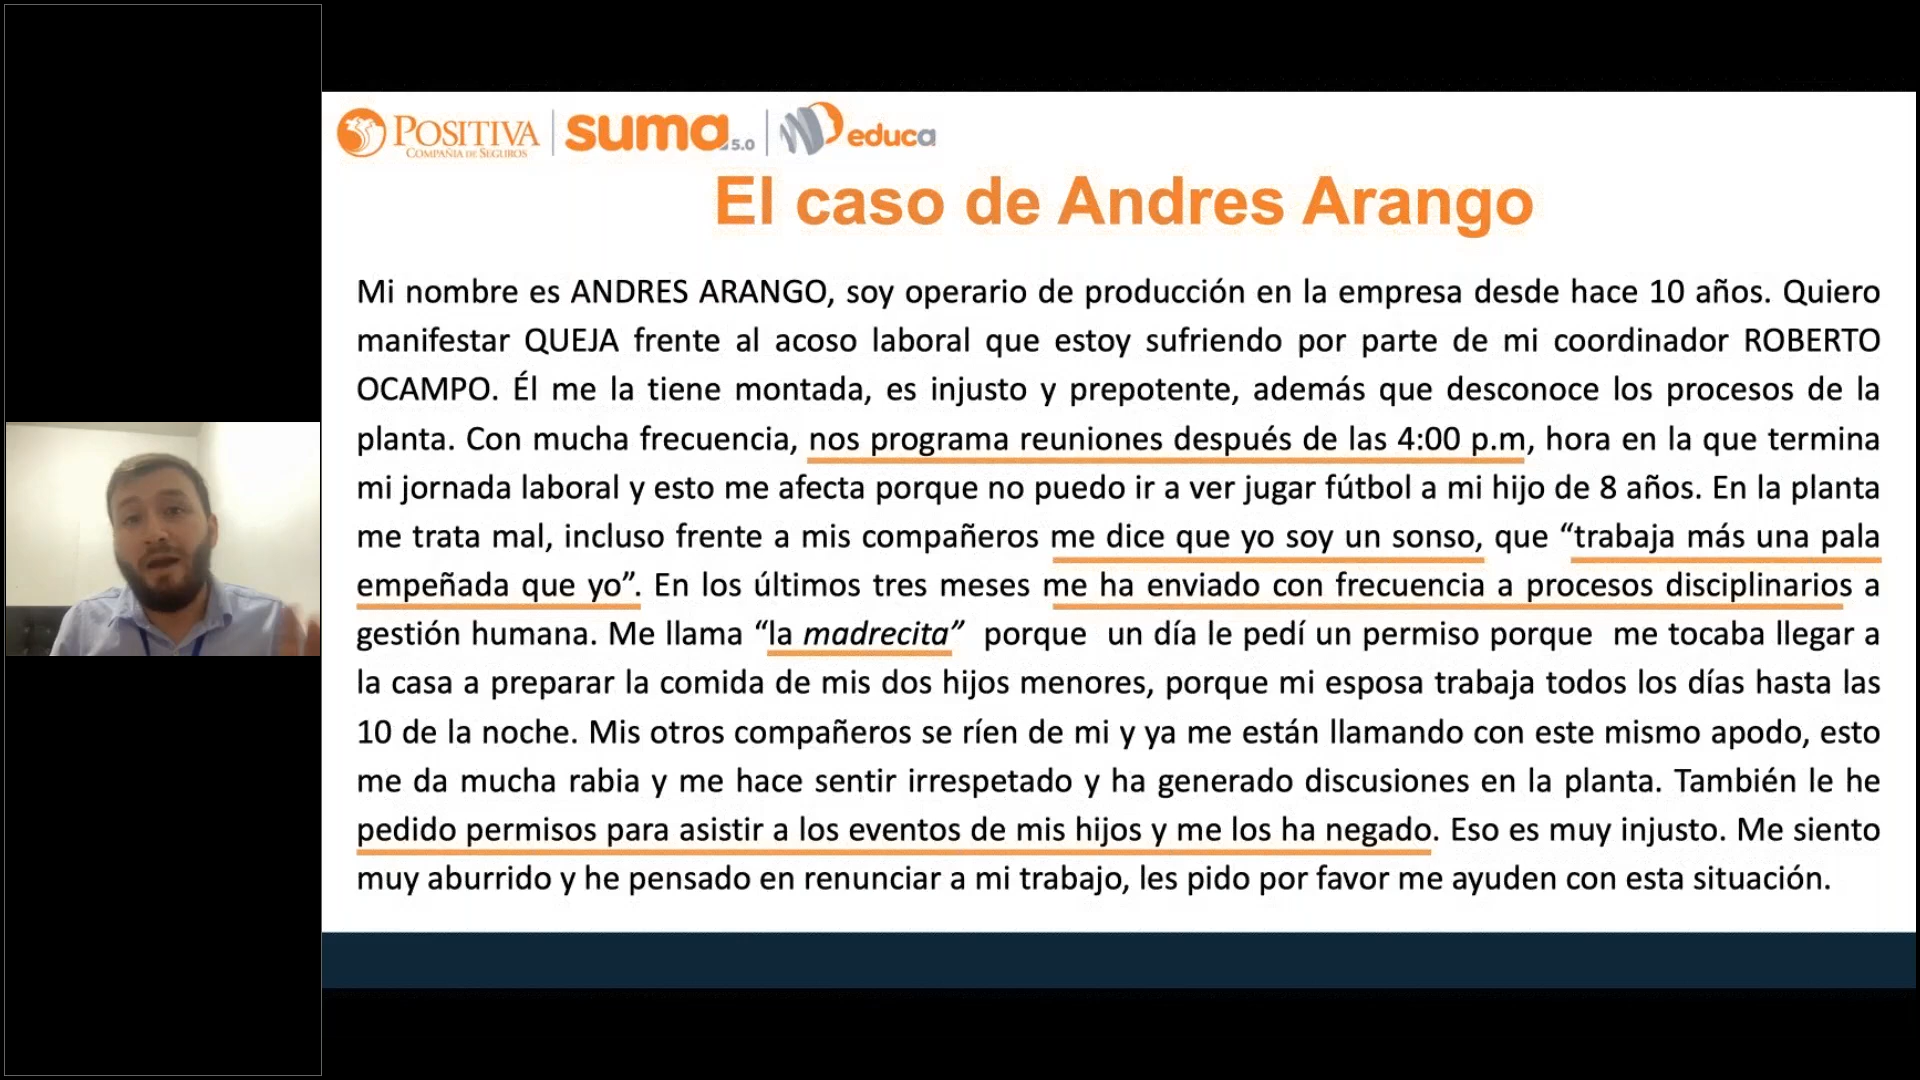 POSITIVA
COMPAÑÍA DE SEGUROS
suma 5.0
educa
El caso de Andres Arango
Mi nombre es ANDRES ARANGO, soy operario de producción en la empresa desde hace 10 años. Quiero
manifestar QUEJA frente al acoso laboral que estoy sufriendo por parte de mi coordinador ROBERTO
OCAMPO. Él me la tiene montada, es injusto y prepotente, además que desconoce los procesos de la
planta. Con mucha frecuencia, nos programa reuniones después de las 4:00 p.m, hora en la que termina
mi jornada laboral y esto me afecta porque no puedo ir a ver jugar fútbol a mi hijo de 8 años. En la planta
me trata mal, incluso frente a mis compañeros me dice que yo soy un sonso, que “trabaja más una pala
empeñada que yo”. En los últimos tres meses me ha enviado con frecuencia a procesos disciplinarios a
gestión humana. Me llama “la madrecita” porque un día le pedí un permiso porque me tocaba llegar a
la casa a preparar la comida de mis dos hijos menores, porque mi esposa trabaja todos los días hasta las
10 de la noche. Mis otros compañeros se ríen de mi y ya me están llamando con este mismo apodo, esto
me da mucha rabia y me hace sentir irrespetado y ha generado discusiones en la planta. También le he
pedido permisos para asistir a los eventos de mis hijos y me los ha negado. Eso es muy injusto. Me siento
muy aburrido y he pensado en renunciar a mi trabajo, les pido por favor me ayuden con esta situación.